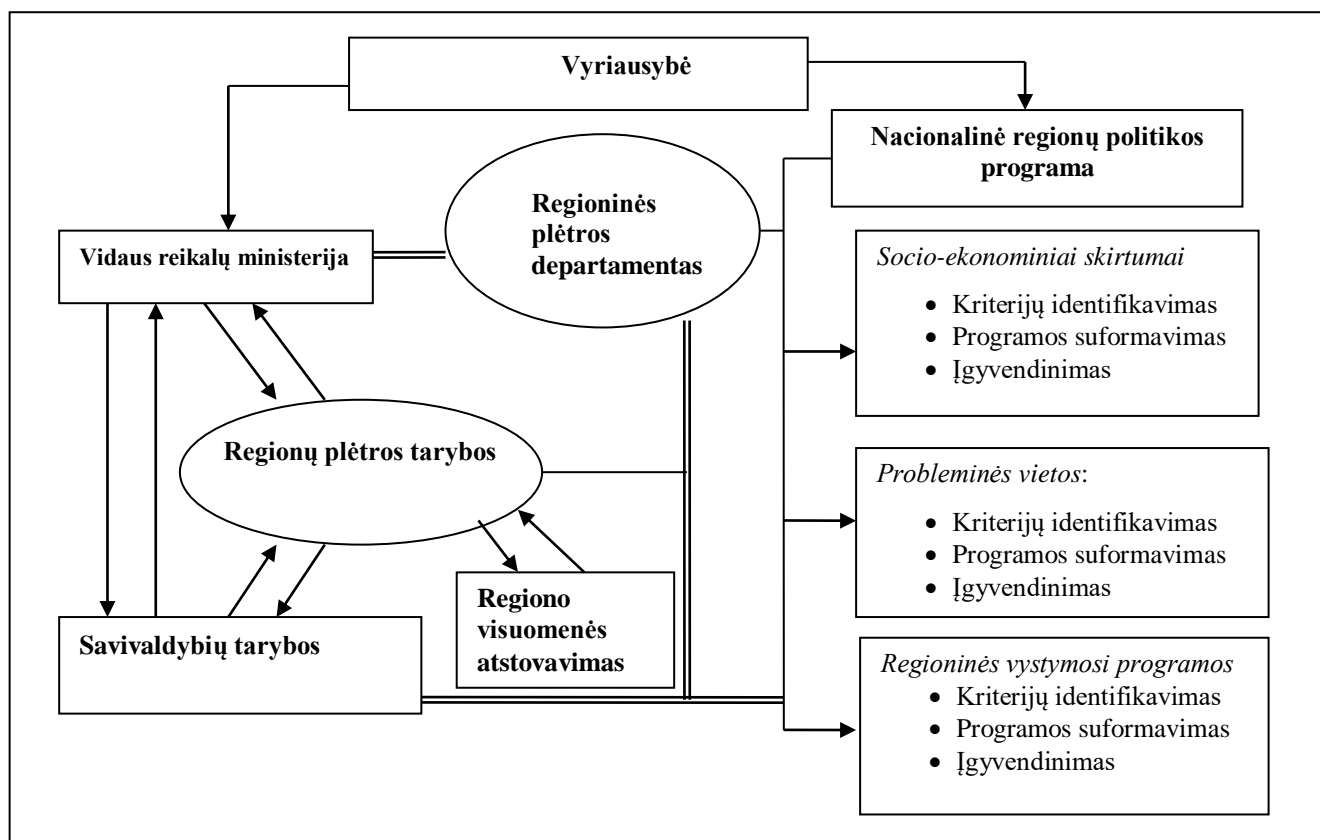 Vyriausybė
Nacionalinė regionų politikos
programa
Regioninės
plėtros
departamentas
Vidaus reikalų ministerija
Socio-ekonominiai skirtumai
• Kriterijų identifikavimas
• Programos suformavimas
• Įgyvendinimas
Regionų plėtros tarybos
Probleminės vietos:
• Kriterijų identifikavimas
• Programos suformavimas
• Įgyvendinimas
Regiono
visuomenės
atstovavimas
Savivaldybių tarybos
Regioninės vystymosi programos
• Kriterijų identifikavimas
• Programos suformavimas
• Įgyvendinimas